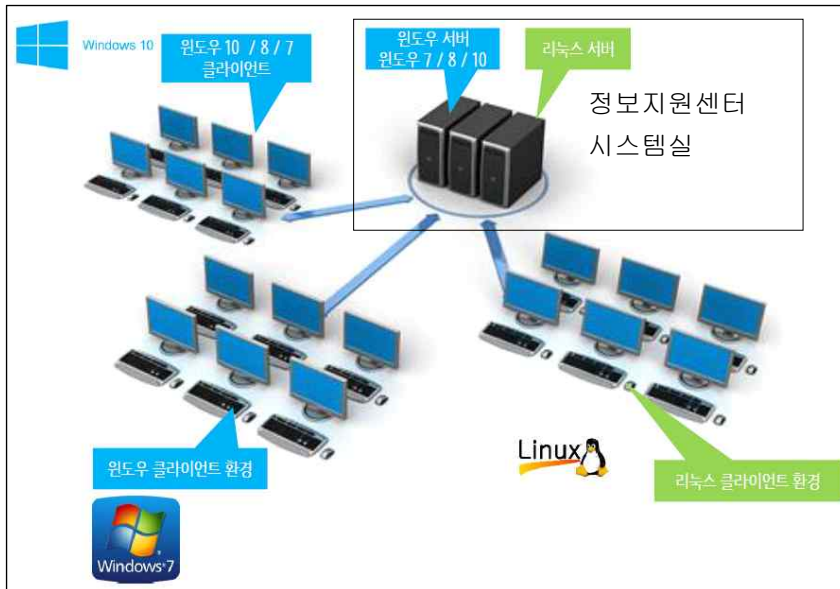 Windows 10
윈도우 10 / 8 / 7
클라이언트
윈도우 서버
윈도우 7 / 8 / 10
리눅스 서버
정보지원센터
시스템실
윈도우 클라이언트 환경
Linux
리눅스 클라이언트 환경
Windows 7